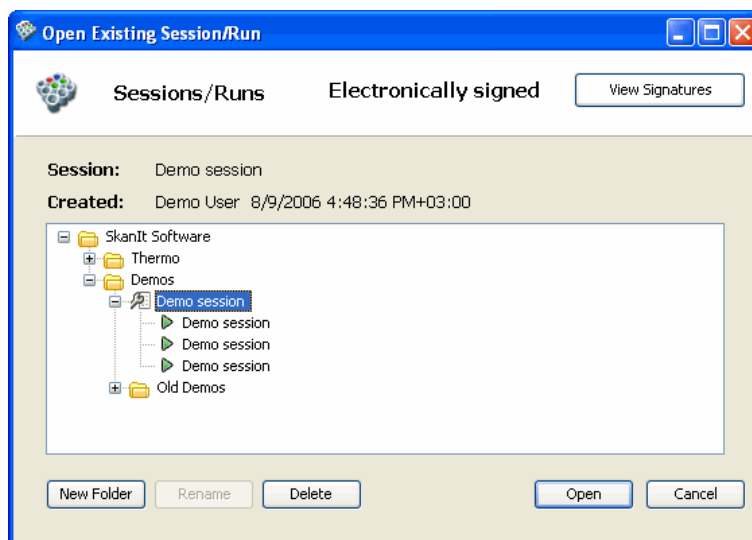 Open Existing Session/Run
Sessions/Runs Electronically signed View Signatures
Session: Demo session
Created: Demo User 8/9/2006 4:48:36 PM+03:00
SkanIt Software
Thermo
Demos
Demo session
Demo session
Demo session
Demo session
Old Demos
New Folder Rename Delete Open Cancel